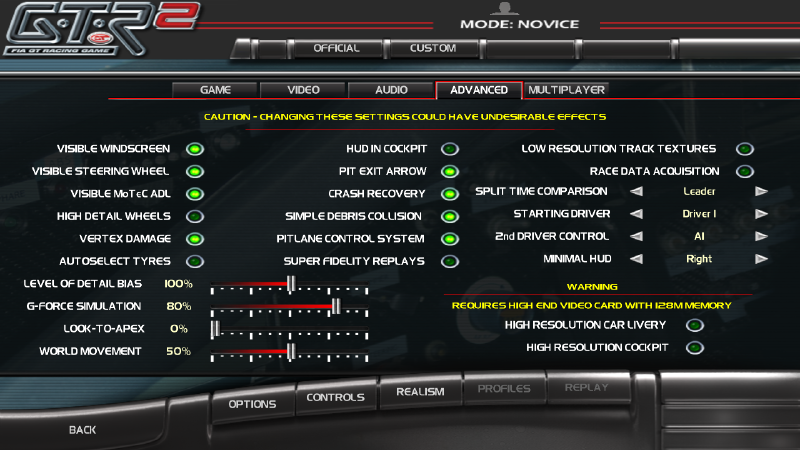 GTR2
FIA GT RACING GAME
MODE: NOVICE
OFFICIAL CUSTOM
GAME VIDEO AUDIO ADVANCED MULTIPLAYER
CAUTION - CHANGING THESE SETTINGS COULD HAVE UNDESIRABLE EFFECTS
VISIBLE WINDSCREEN HUD IN COCKPIT LOW RESOLUTION TRACK TEXTURES
VISIBLE STEERING WHEEL PIT EXIT ARROW RACE DATA ACQUISITION
VISIBLE MoTeC ADL CRASH RECOVERY SPLIT TIME COMPARISON Leader
HIGH DETAIL WHEELS SIMPLE DEBRIS COLLISION STARTING DRIVER Driver 1
VERTEX DAMAGE PITLANE CONTROL SYSTEM 2nd DRIVER CONTROL AI
AUTOSELECT TYRES SUPER FIDELITY REPLAYS MINIMAL HUD Right
LEVEL OF DETAIL BIAS 100% WARNING
G-FORCE SIMULATION 80% REQUIRES HIGH END VIDEO CARD WITH 128M MEMORY
LOOK-TO-APEX 0% HIGH RESOLUTION CAR LIVERY
WORLD MOVEMENT 50% HIGH RESOLUTION COCKPIT
BACK OPTIONS CONTROLS REALISM PROFILES REPLAY